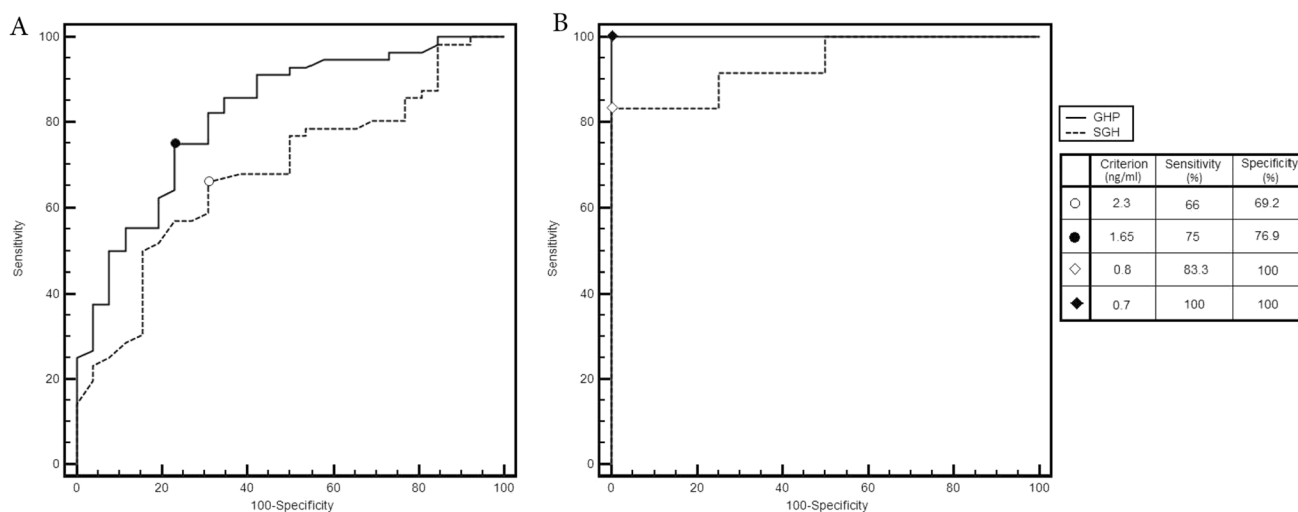 A
B
100
80
60
40
20
0
Sensitivity
0 20 40 60 80 100
100-Specificity
100
80
60
40
20
0
Sensitivity
0 20 40 60 80 100
100-Specificity
GHP
SGH
Criterion (ng/ml) Sensitivity (%) Specificity (%)
2.3 66 69.2
1.65 75 76.9
0.8 83.3 100
0.7 100 100